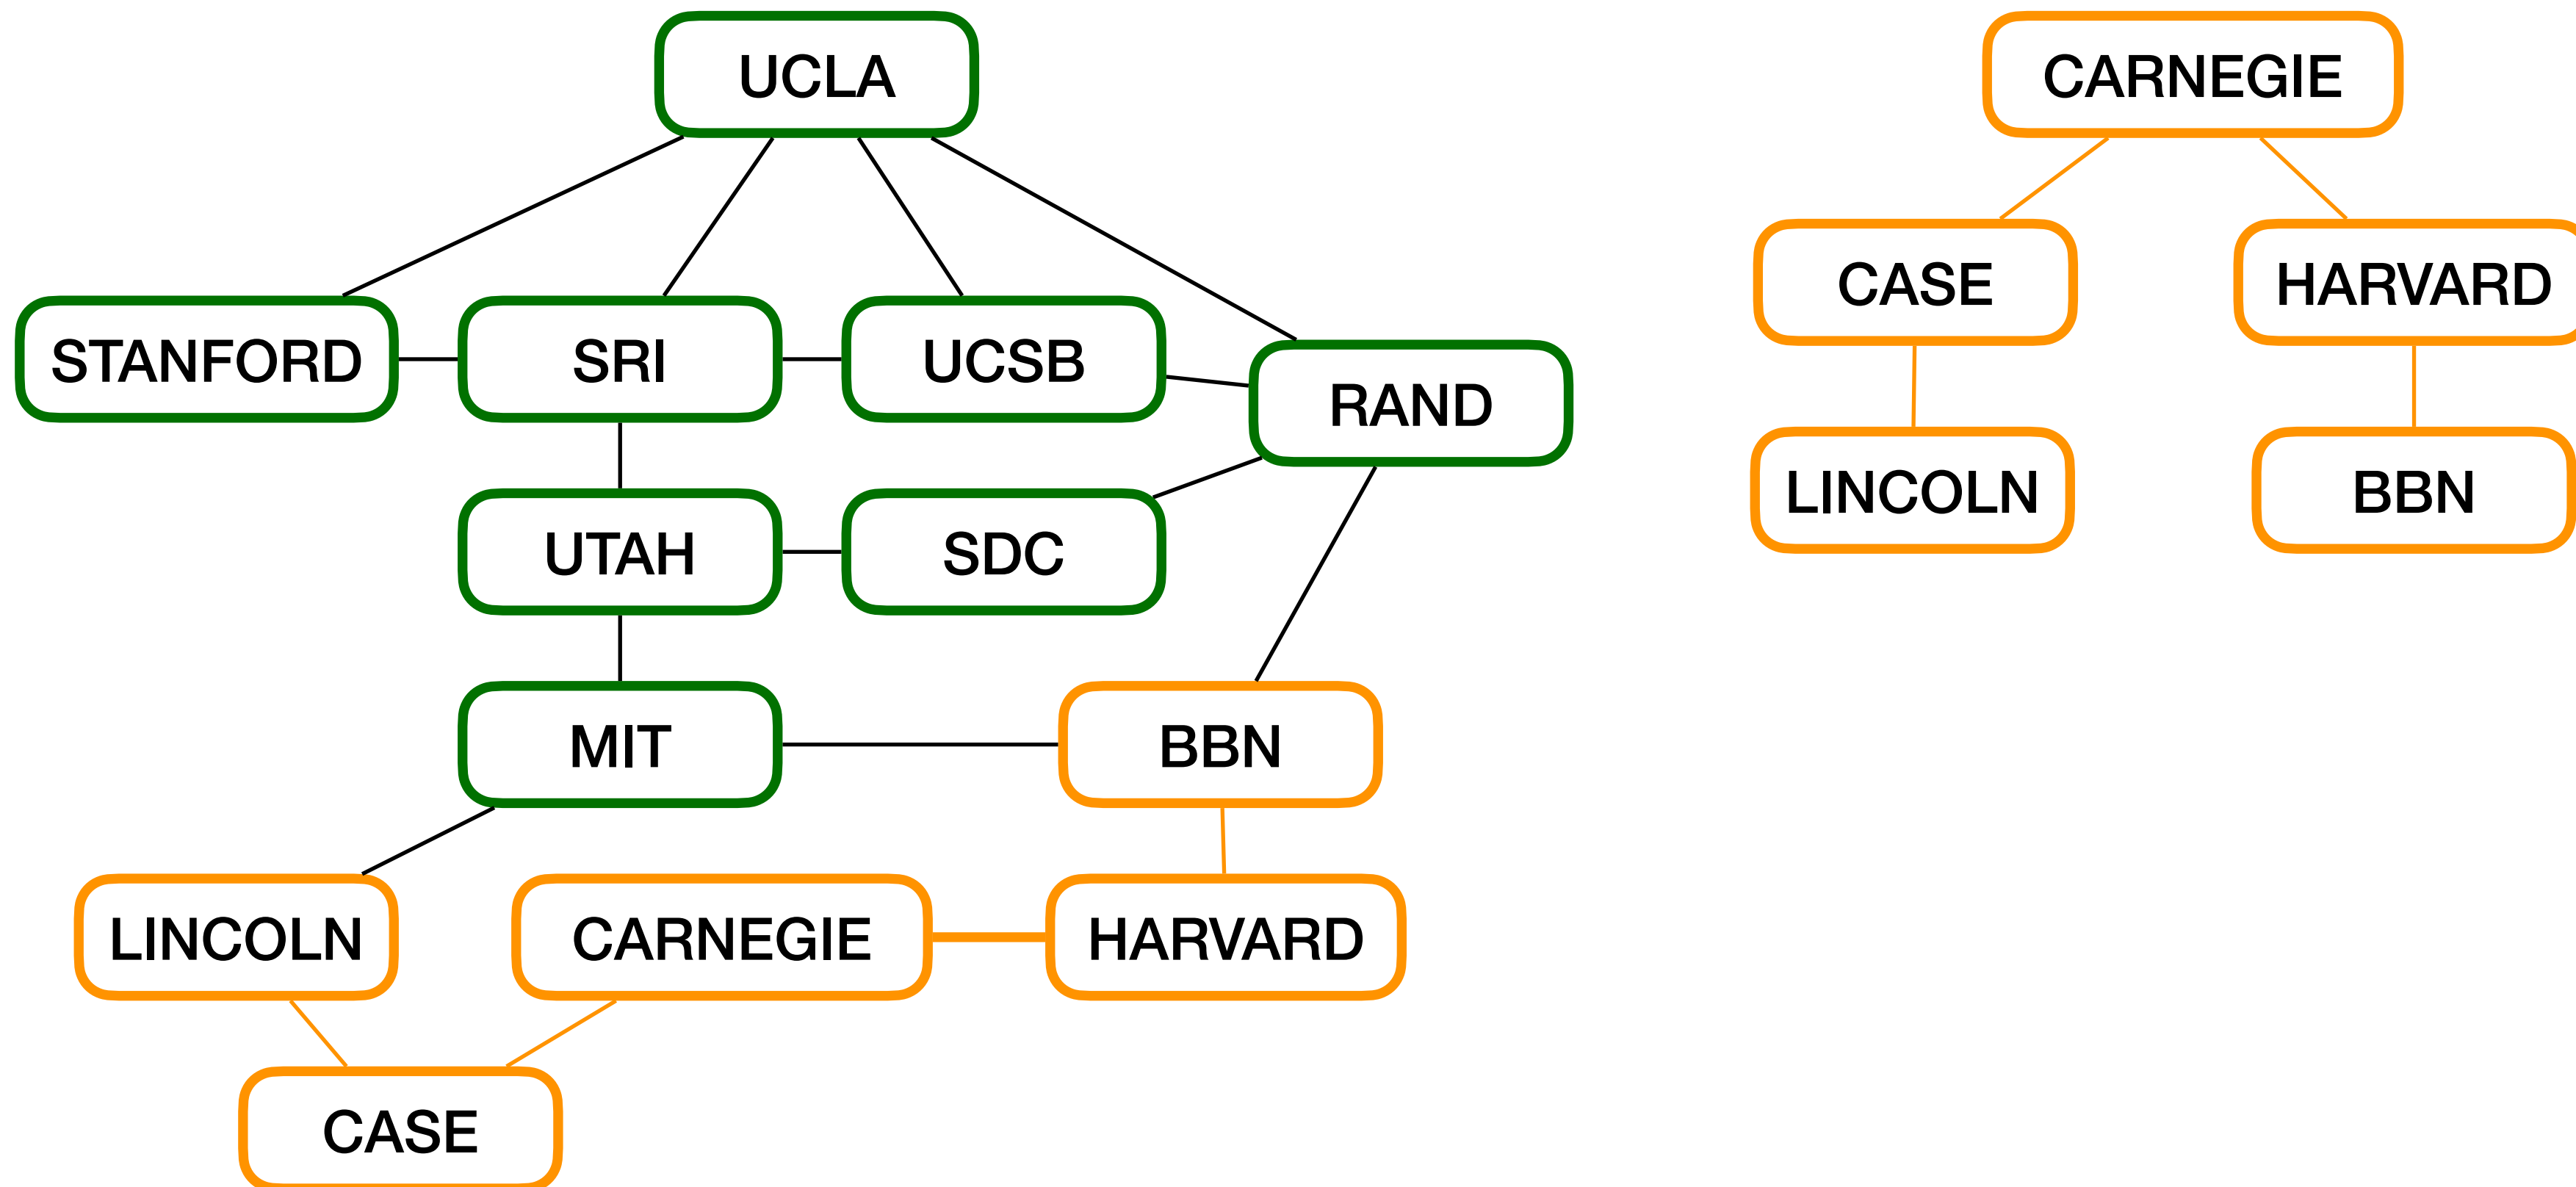 UCLA
STANFORD
SRI
UCSB
RAND
UTAH
SDC
MIT
BBN
LINCOLN
CARNEGIE
HARVARD
CASE
CARNEGIE
CASE
HARVARD
LINCOLN
BBN